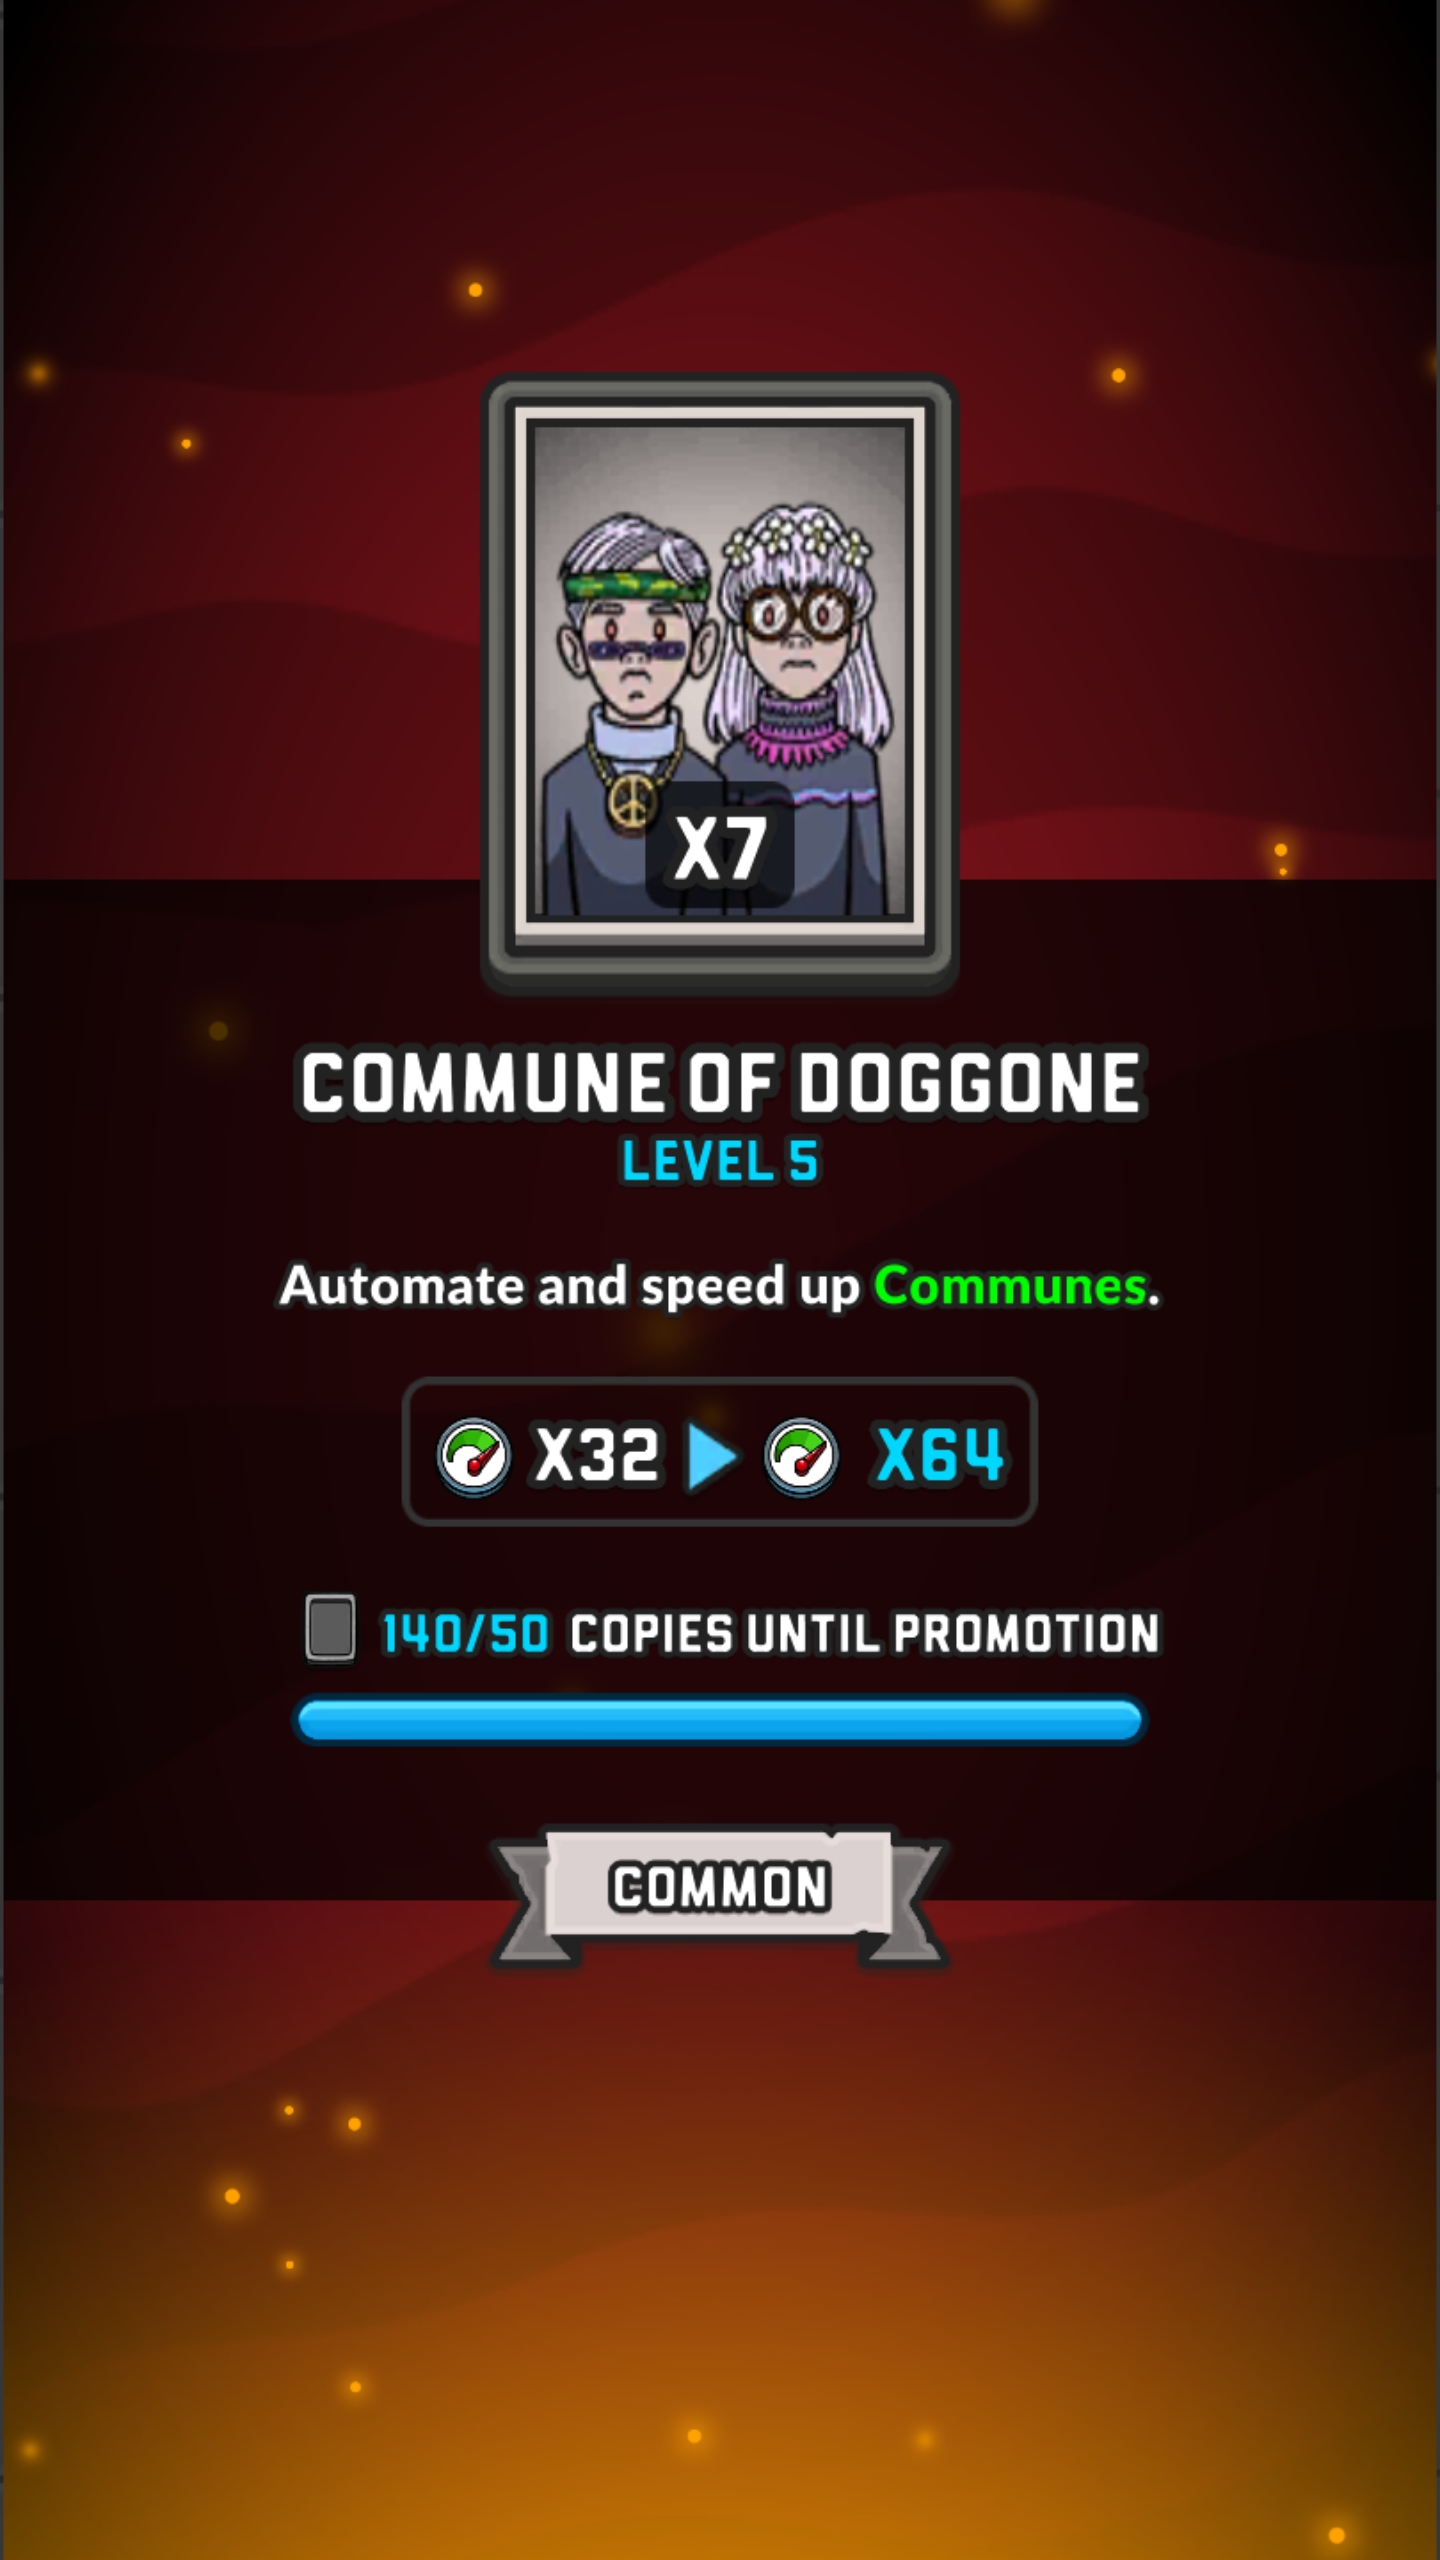 X7
COMMUNE OF DOGGONE
LEVEL 5
Automate and speed up Communes.
X32 X64
140/50 COPIES UNTIL PROMOTION
COMMON